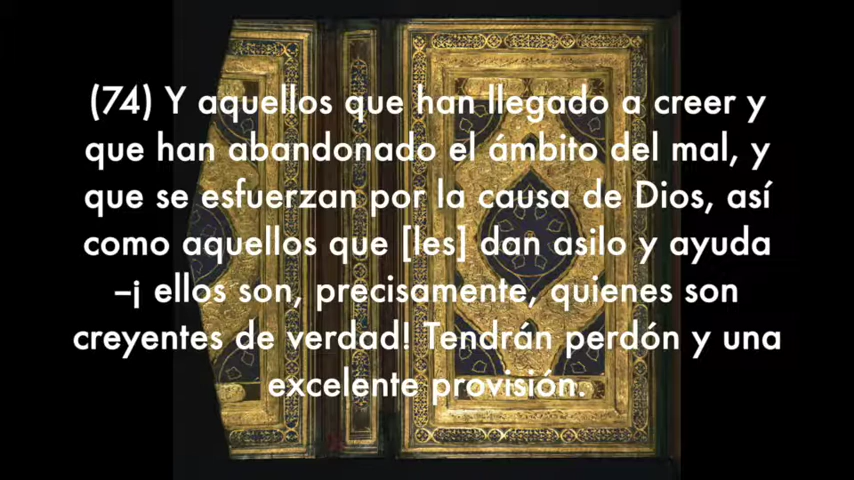 (74) Y aquellos que han llegado a creer y
que han abandonado el ámbito del mal, y
que se esfuerzan por la causa de Dios, así
como aquellos que [les] dan asilo y ayuda
–¡ ellos son, precisamente, quienes son
creyentes de verdad! Tendrán perdón y una
excelente provisión.